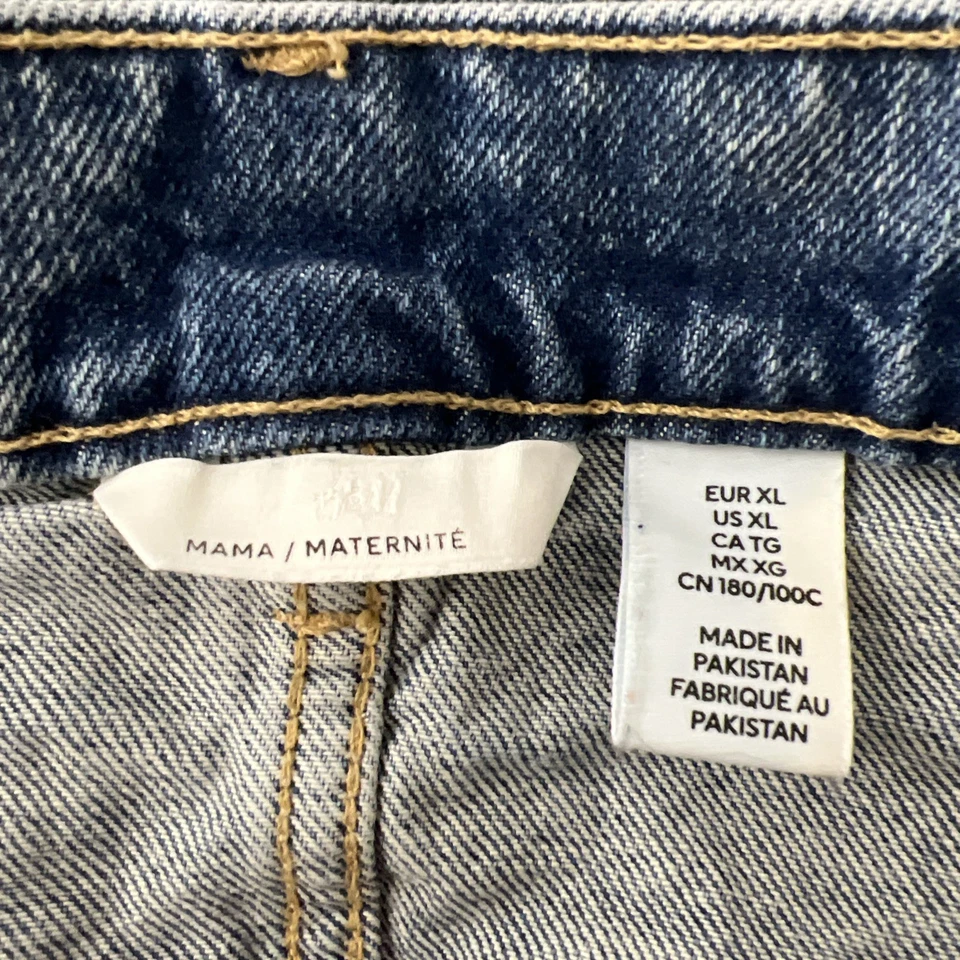 MAMA / MATERNITÉ
EUR XL
US XL
CA TG
MX XG
CN 180/100C
MADE IN
PAKISTAN
FABRIQUÉ AU
PAKISTAN